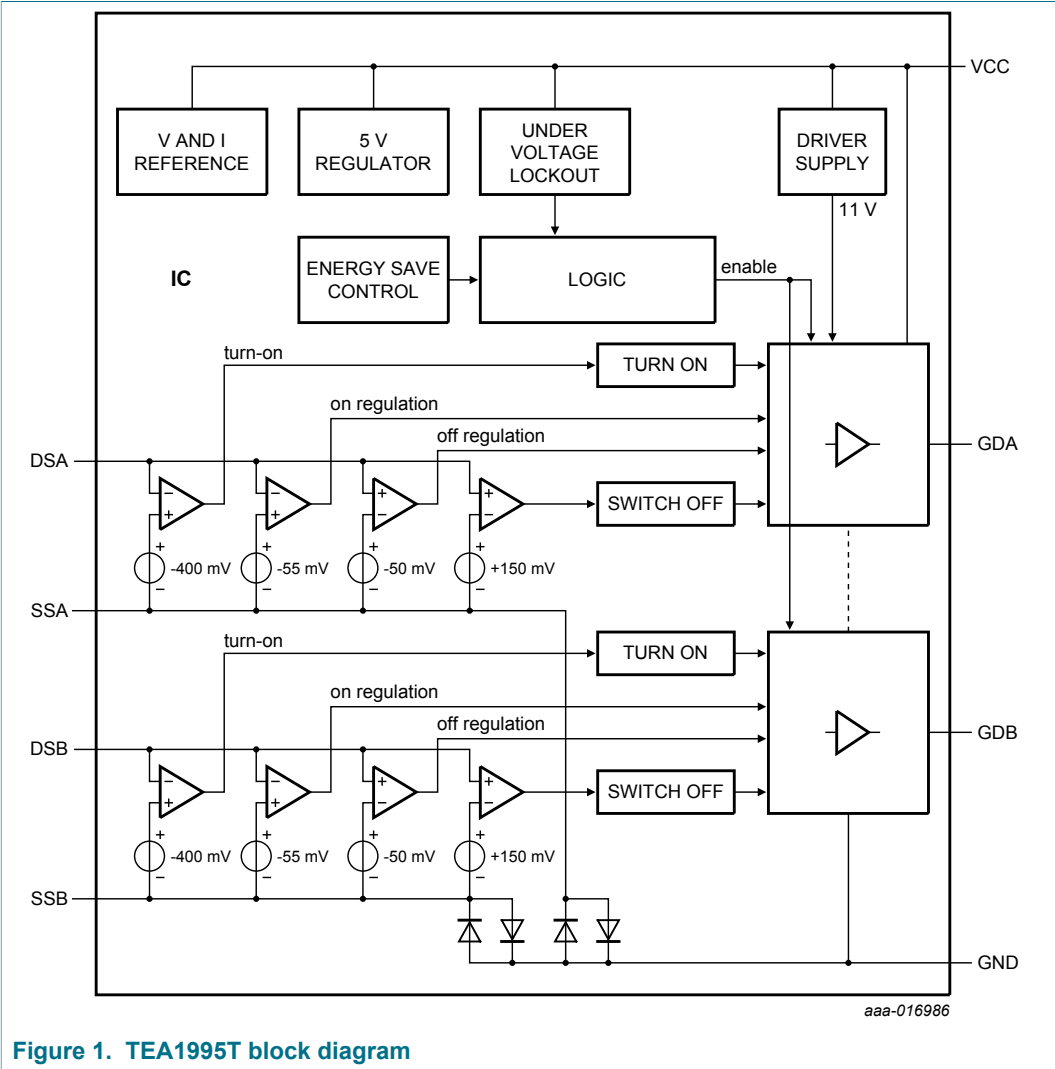 VCC
V AND I
REFERENCE
5 V
REGULATOR
UNDER
VOLTAGE
LOCKOUT
DRIVER
SUPPLY
11 V
IC
ENERGY SAVE
CONTROL
LOGIC
enable
turn-on
TURN ON
on regulation
off regulation
DSA
GDA
− + − + + − + −
SWITCH OFF
+ + + +
-400 mV -55 mV -50 mV +150 mV
− − − −
SSA
turn-on
TURN ON
on regulation
off regulation
DSB
GDB
− + − + + − + −
SWITCH OFF
+ + + +
-400 mV -55 mV -50 mV +150 mV
− − − −
SSB
GND
aaa-016986
Figure 1. TEA1995T block diagram